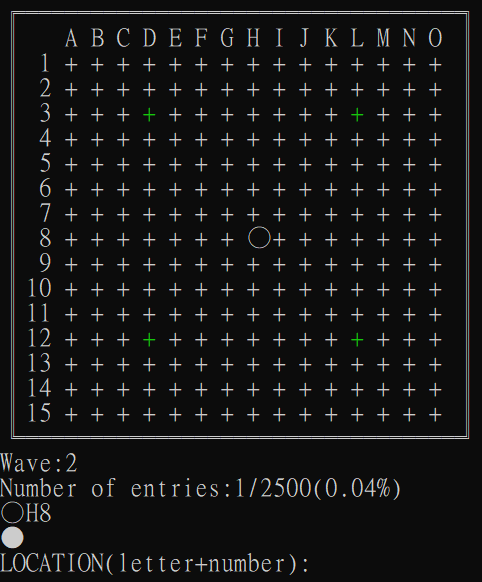 A B C D E F G H I J K L M N O
1 + + + + + + + + + + + + + + +
2 + + + + + + + + + + + + + + +
3 + + + + + + + + + + + + + + +
4 + + + + + + + + + + + + + + +
5 + + + + + + + + + + + + + + +
6 + + + + + + + + + + + + + + +
7 + + + + + + + + + + + + + + +
8 + + + + + + + ○+ + + + + + +
9 + + + + + + + + + + + + + + +
10 + + + + + + + + + + + + + + +
11 + + + + + + + + + + + + + + +
12 + + + + + + + + + + + + + + +
13 + + + + + + + + + + + + + + +
14 + + + + + + + + + + + + + + +
15 + + + + + + + + + + + + + + +
Wave:2
Number of entries:1/2500(0.04%)
○H8
●
LOCATION(letter+number):